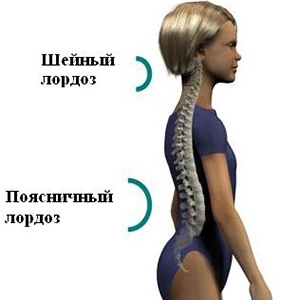 Шейный
лордоз
Поясничный
лордоз